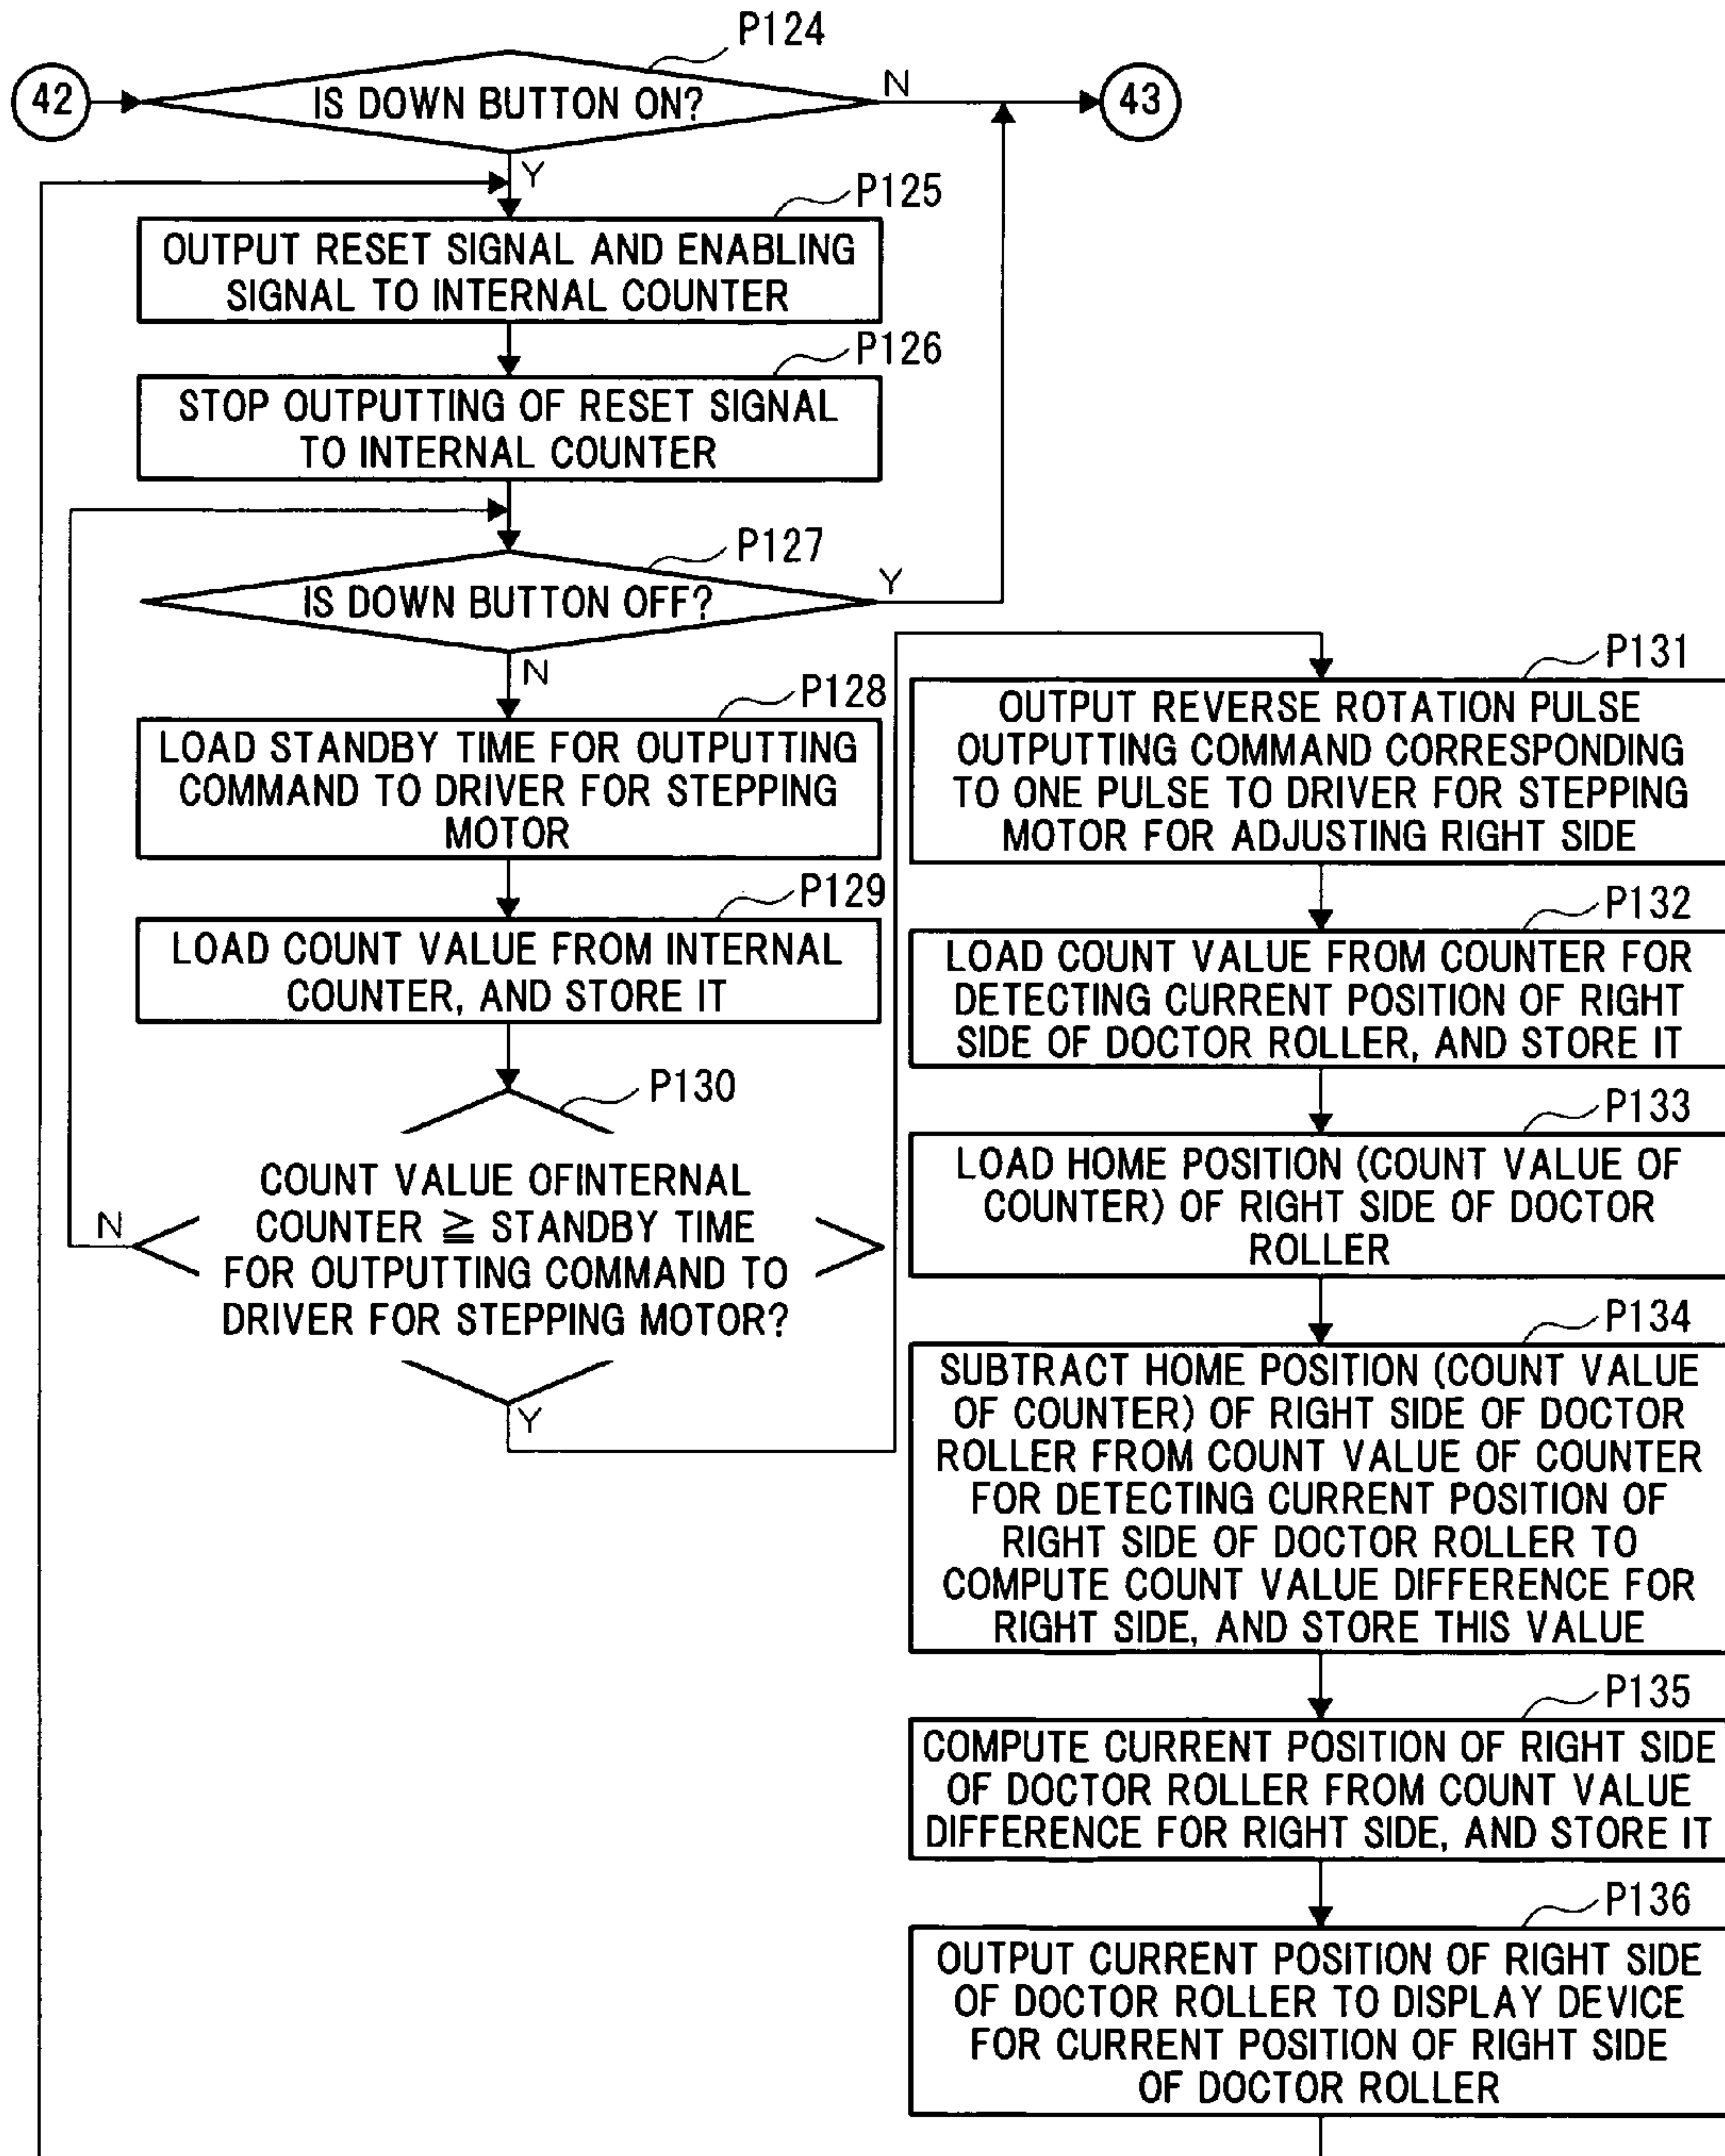 P124
42
IS DOWN BUTTON ON?
N
43
Y
P125
OUTPUT RESET SIGNAL AND ENABLING
SIGNAL TO INTERNAL COUNTER
P126
STOP OUTPUTTING OF RESET SIGNAL
TO INTERNAL COUNTER
P127
IS DOWN BUTTON OFF?
Y
N
P128
LOAD STANDBY TIME FOR OUTPUTTING
COMMAND TO DRIVER FOR STEPPING
MOTOR
P129
LOAD COUNT VALUE FROM INTERNAL
COUNTER, AND STORE IT
P130
COUNT VALUE OFINTERNAL
COUNTER ≧ STANDBY TIME
FOR OUTPUTTING COMMAND TO
DRIVER FOR STEPPING MOTOR?
N
Y
P131
OUTPUT REVERSE ROTATION PULSE
OUTPUTTING COMMAND CORRESPONDING
TO ONE PULSE TO DRIVER FOR STEPPING
MOTOR FOR ADJUSTING RIGHT SIDE
P132
LOAD COUNT VALUE FROM COUNTER FOR
DETECTING CURRENT POSITION OF RIGHT
SIDE OF DOCTOR ROLLER, AND STORE IT
P133
LOAD HOME POSITION (COUNT VALUE OF
COUNTER) OF RIGHT SIDE OF DOCTOR
ROLLER
P134
SUBTRACT HOME POSITION (COUNT VALUE
OF COUNTER) OF RIGHT SIDE OF DOCTOR
ROLLER FROM COUNT VALUE OF COUNTER
FOR DETECTING CURRENT POSITION OF
RIGHT SIDE OF DOCTOR ROLLER TO
COMPUTE COUNT VALUE DIFFERENCE FOR
RIGHT SIDE, AND STORE THIS VALUE
P135
COMPUTE CURRENT POSITION OF RIGHT SIDE
OF DOCTOR ROLLER FROM COUNT VALUE
DIFFERENCE FOR RIGHT SIDE, AND STORE IT
P136
OUTPUT CURRENT POSITION OF RIGHT SIDE
OF DOCTOR ROLLER TO DISPLAY DEVICE
FOR CURRENT POSITION OF RIGHT SIDE
OF DOCTOR ROLLER